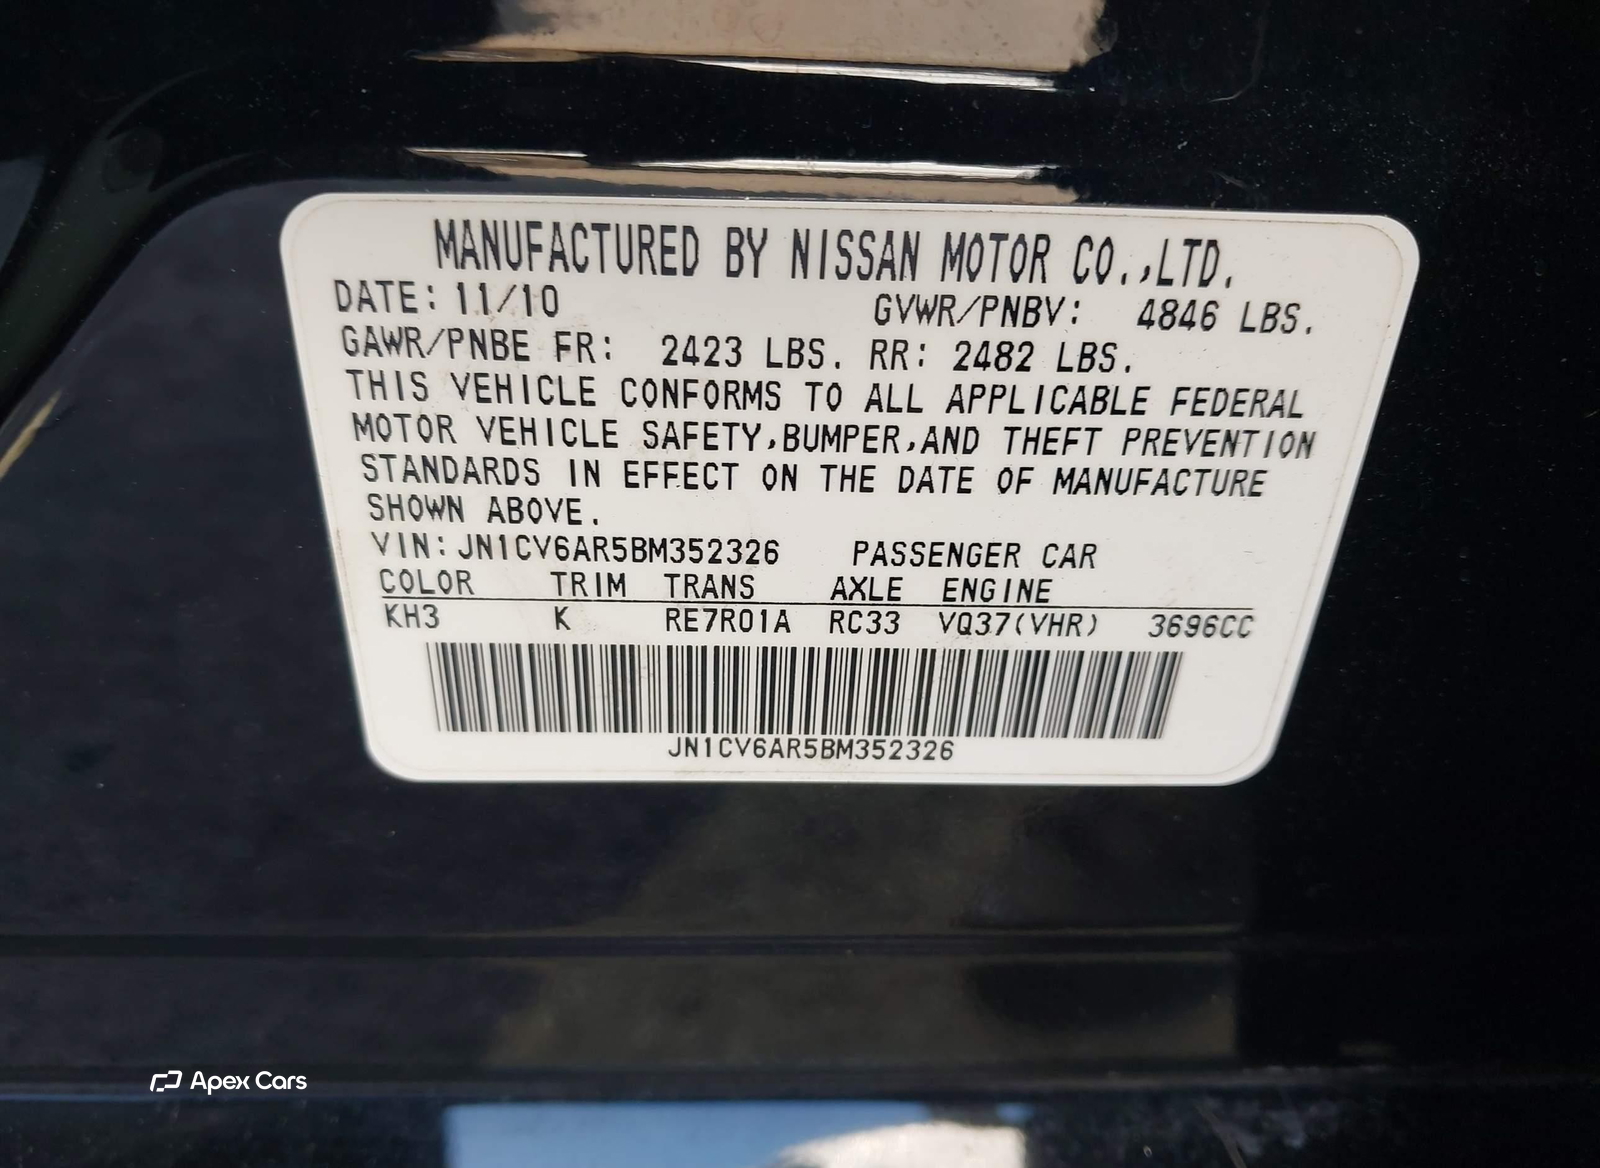 MANUFACTURED BY NISSAN MOTOR CO.,LTD.
DATE: 11/10 GVWR/PNBV: 4846 LBS.
GAWR/PNBE FR: 2423 LBS. RR: 2482 LBS.
THIS VEHICLE CONFORMS TO ALL APPLICABLE FEDERAL
MOTOR VEHICLE SAFETY,BUMPER,AND THEFT PREVENTION
STANDARDS IN EFFECT ON THE DATE OF MANUFACTURE
SHOWN ABOVE.
VIN: JN1CV6AR5BM352326 PASSENGER CAR
COLOR TRIM TRANS AXLE ENGINE
KH3 K RE7R01A RC33 VQ37(VHR) 3696CC
JN1CV6AR5BM352326
Apex Cars